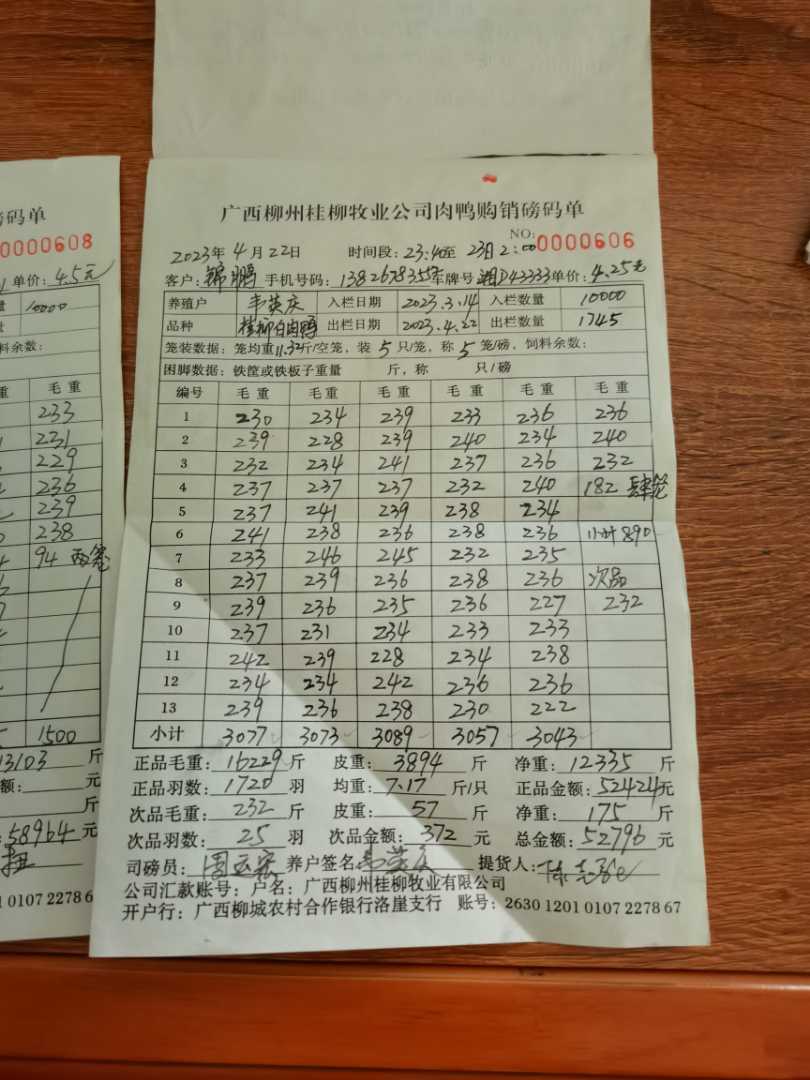 码单
0000608
单价：4.5元
量 10000
量
料余数：
毛重
233
221
229
236
239
238
94 两笼
1500
13103 斤
额： 元
斤
58964 元
1 0107 2278 6
广西柳州桂柳牧业公司肉鸭购销磅码单
NO: 0000606
2023年 4月 22日 时间段：23:40至 23日2:00
客户：锦鹏 手机号码：1382678355 车牌号 湘D43333 单价：4.25元
养殖户 韦英庆 入栏日期 2023.3.14 入栏数量 10000
品种 桂柳白肉鸭 出栏日期 2023.4.22 出栏数量 1745
笼装数据：笼均重11.32斤/空笼，装 5 只/笼，称 5 笼/磅，饲料余数：
困脚数据：铁筐或铁板子重量 斤，称 只/磅
编号 毛重 毛重 毛重 毛重 毛重 毛重
1 230 234 239 233 236 236
2 239 228 239 240 234 240
3 232 234 241 237 236 232
4 237 237 237 232 240 182 肆笼
5 237 241 239 238 234
6 241 238 236 238 236 小计890
7 233 246 245 232 235
8 237 239 236 238 236 次品
9 239 236 235 236 227 232
10 237 231 234 233 233
11 242 239 228 234 238
12 234 234 242 236 236
13 239 236 238 230 222
小计 3077 3073 3089 3057 3043
正品毛重：16229斤 皮重：3894斤 净重：12335斤
正品羽数：1720羽 均重：7.17斤/只 正品金额：52424元
次品毛重：232斤 皮重：57斤 净重：175斤
次品羽数：25羽 次品金额：372元 总金额：52796元
司磅员： 养户签名：韦英庆 提货人：
公司汇款账号：户名：广西柳州桂柳牧业有限公司
开户行：广西柳城农村合作银行洛崖支行 账号：2630 1201 0107 2278 67